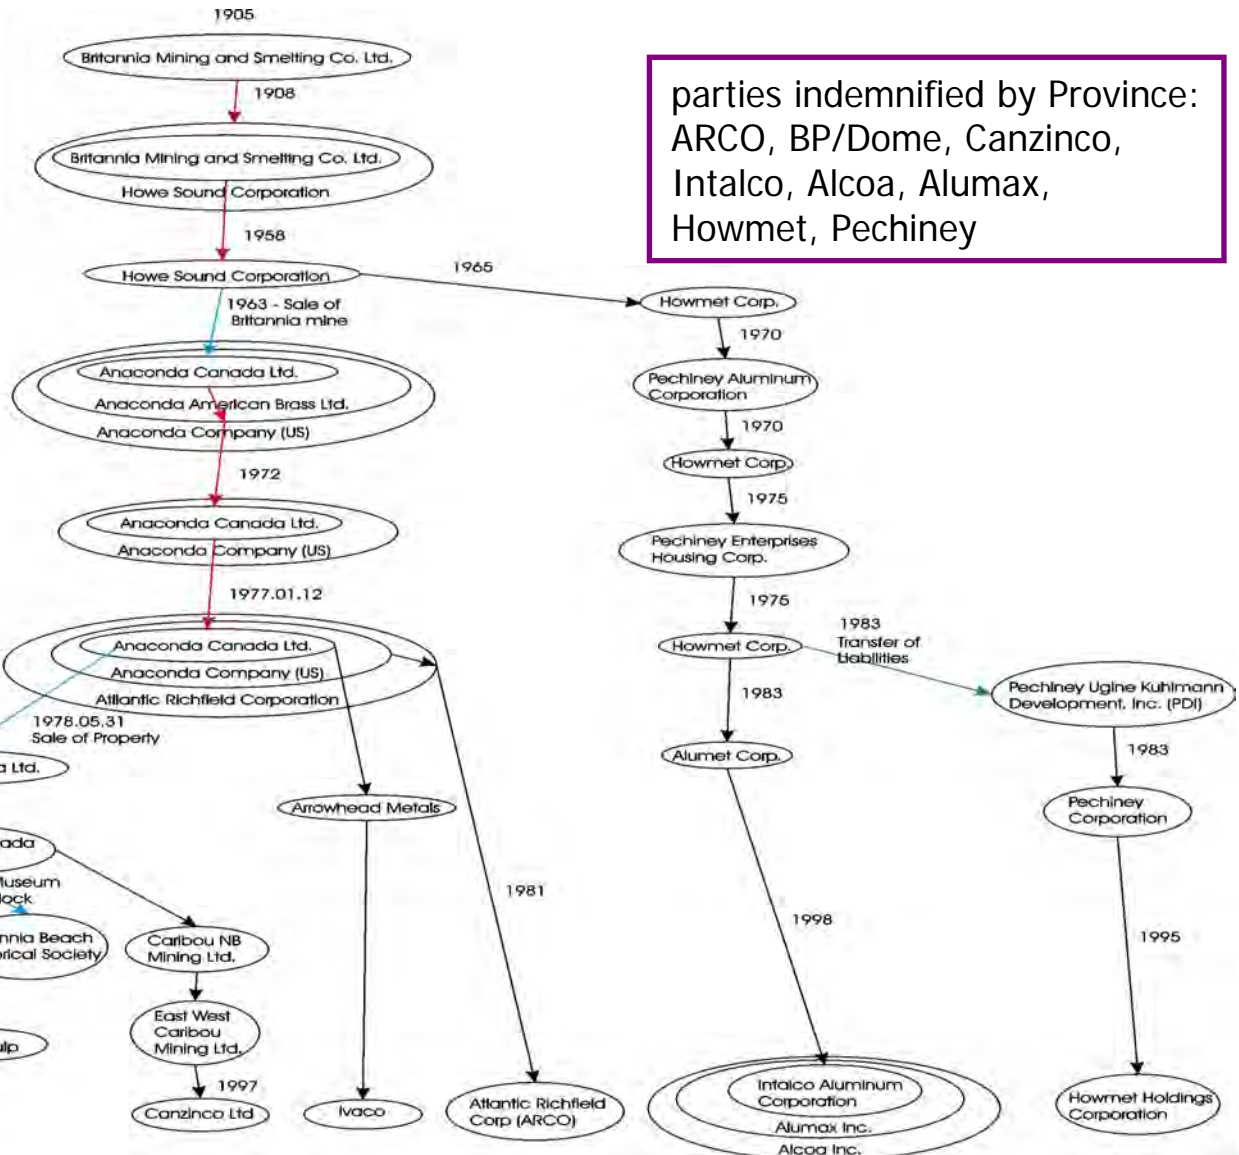 1905
Britannia Mining and Smelting Co. Ltd.
1908
Britannia Mining and Smelting Co. Ltd.
Howe Sound Corporation
1958
Howe Sound Corporation
1963 - Sale of
Britannia mine
Anaconda Canada Ltd.
Anaconda American Brass Ltd.
Anaconda Company (US)
1972
Anaconda Canada Ltd.
Anaconda Company (US)
1977.01.12
Anaconda Canada Ltd.
Anaconda Company (US)
Atllantic Richfield Corporation
1978.05.31
Sale of Property
Ltd.
Arrowhead Metals
1981
Caribou NB
Mining Ltd.
East West
Caribou
Mining Ltd.
1997
Canzinco Ltd
Ivaco
Atlantic Richfield
Corp (ARCO)
parties indemnified by Province:
ARCO, BP/Dome, Canzinco,
Intalco, Alcoa, Alumax,
Howmet, Pechiney
1965
Howmet Corp.
1970
Pechiney Aluminum
Corporation
1970
Howmet Corp.
1975
Pechiney Enterprises
Housing Corp.
1975
Howmet Corp.
1983
Transfer of
Liabilities
1983
Alumet Corp.
1998
Intalco Aluminum
Corporation
Alumax Inc.
Alcoa Inc.
Pechiney Ugine Kuhlmann
Development, Inc. (PDI)
1983
Pechiney
Corporation
1995
Howmet Holdings
Corporation
Beach
Society